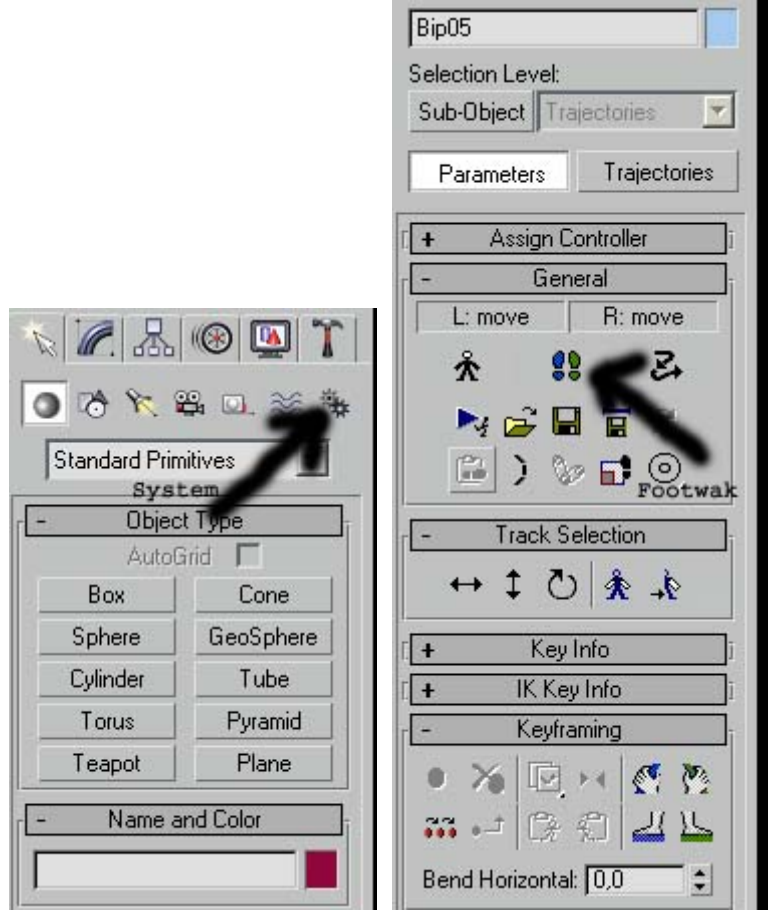 Standard Primitives
System
- Object Type
AutoGrid
Box Cone
Sphere GeoSphere
Cylinder Tube
Torus Pyramid
Teapot Plane
- Name and Color
Bip05
Selection Level:
Sub-Object Trajectories
Parameters Trajectories
+ Assign Controller
- General
L: move R: move
Footwak
- Track Selection
+ Key Info
+ IK Key Info
- Keyframing
Bend Horizontal: 0,0